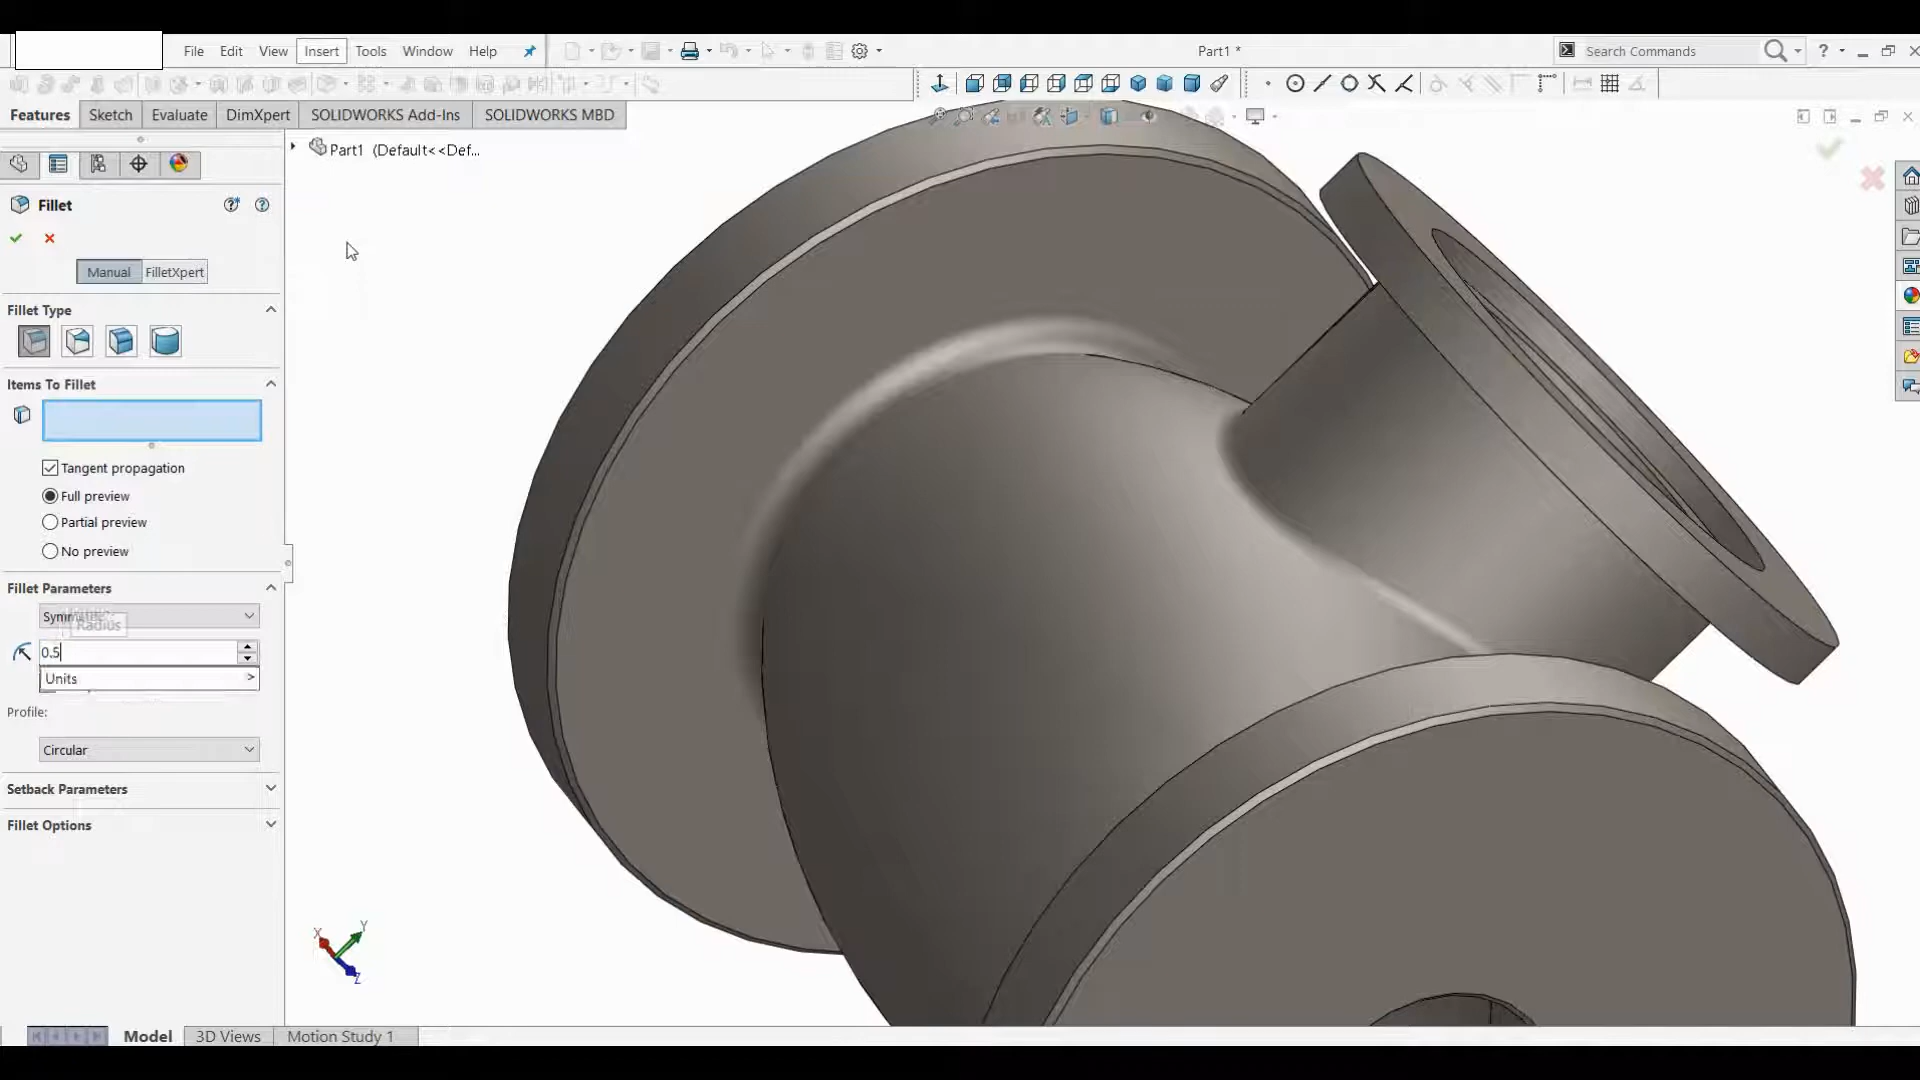 File Edit View Insert Tools Window Help
Part1 *
Search Commands
?
Features Sketch Evaluate DimXpert SOLIDWORKS Add-Ins SOLIDWORKS MBD
Part1 (Default<<Def...
Fillet
Manual FilletXpert
Fillet Type
Items To Fillet
Tangent propagation
Full preview
Partial preview
No preview
Fillet Parameters
Radius
0.5
Units >
Profile:
Circular
Setback Parameters
Fillet Options
X Y
Z
Model 3D Views Motion Study 1